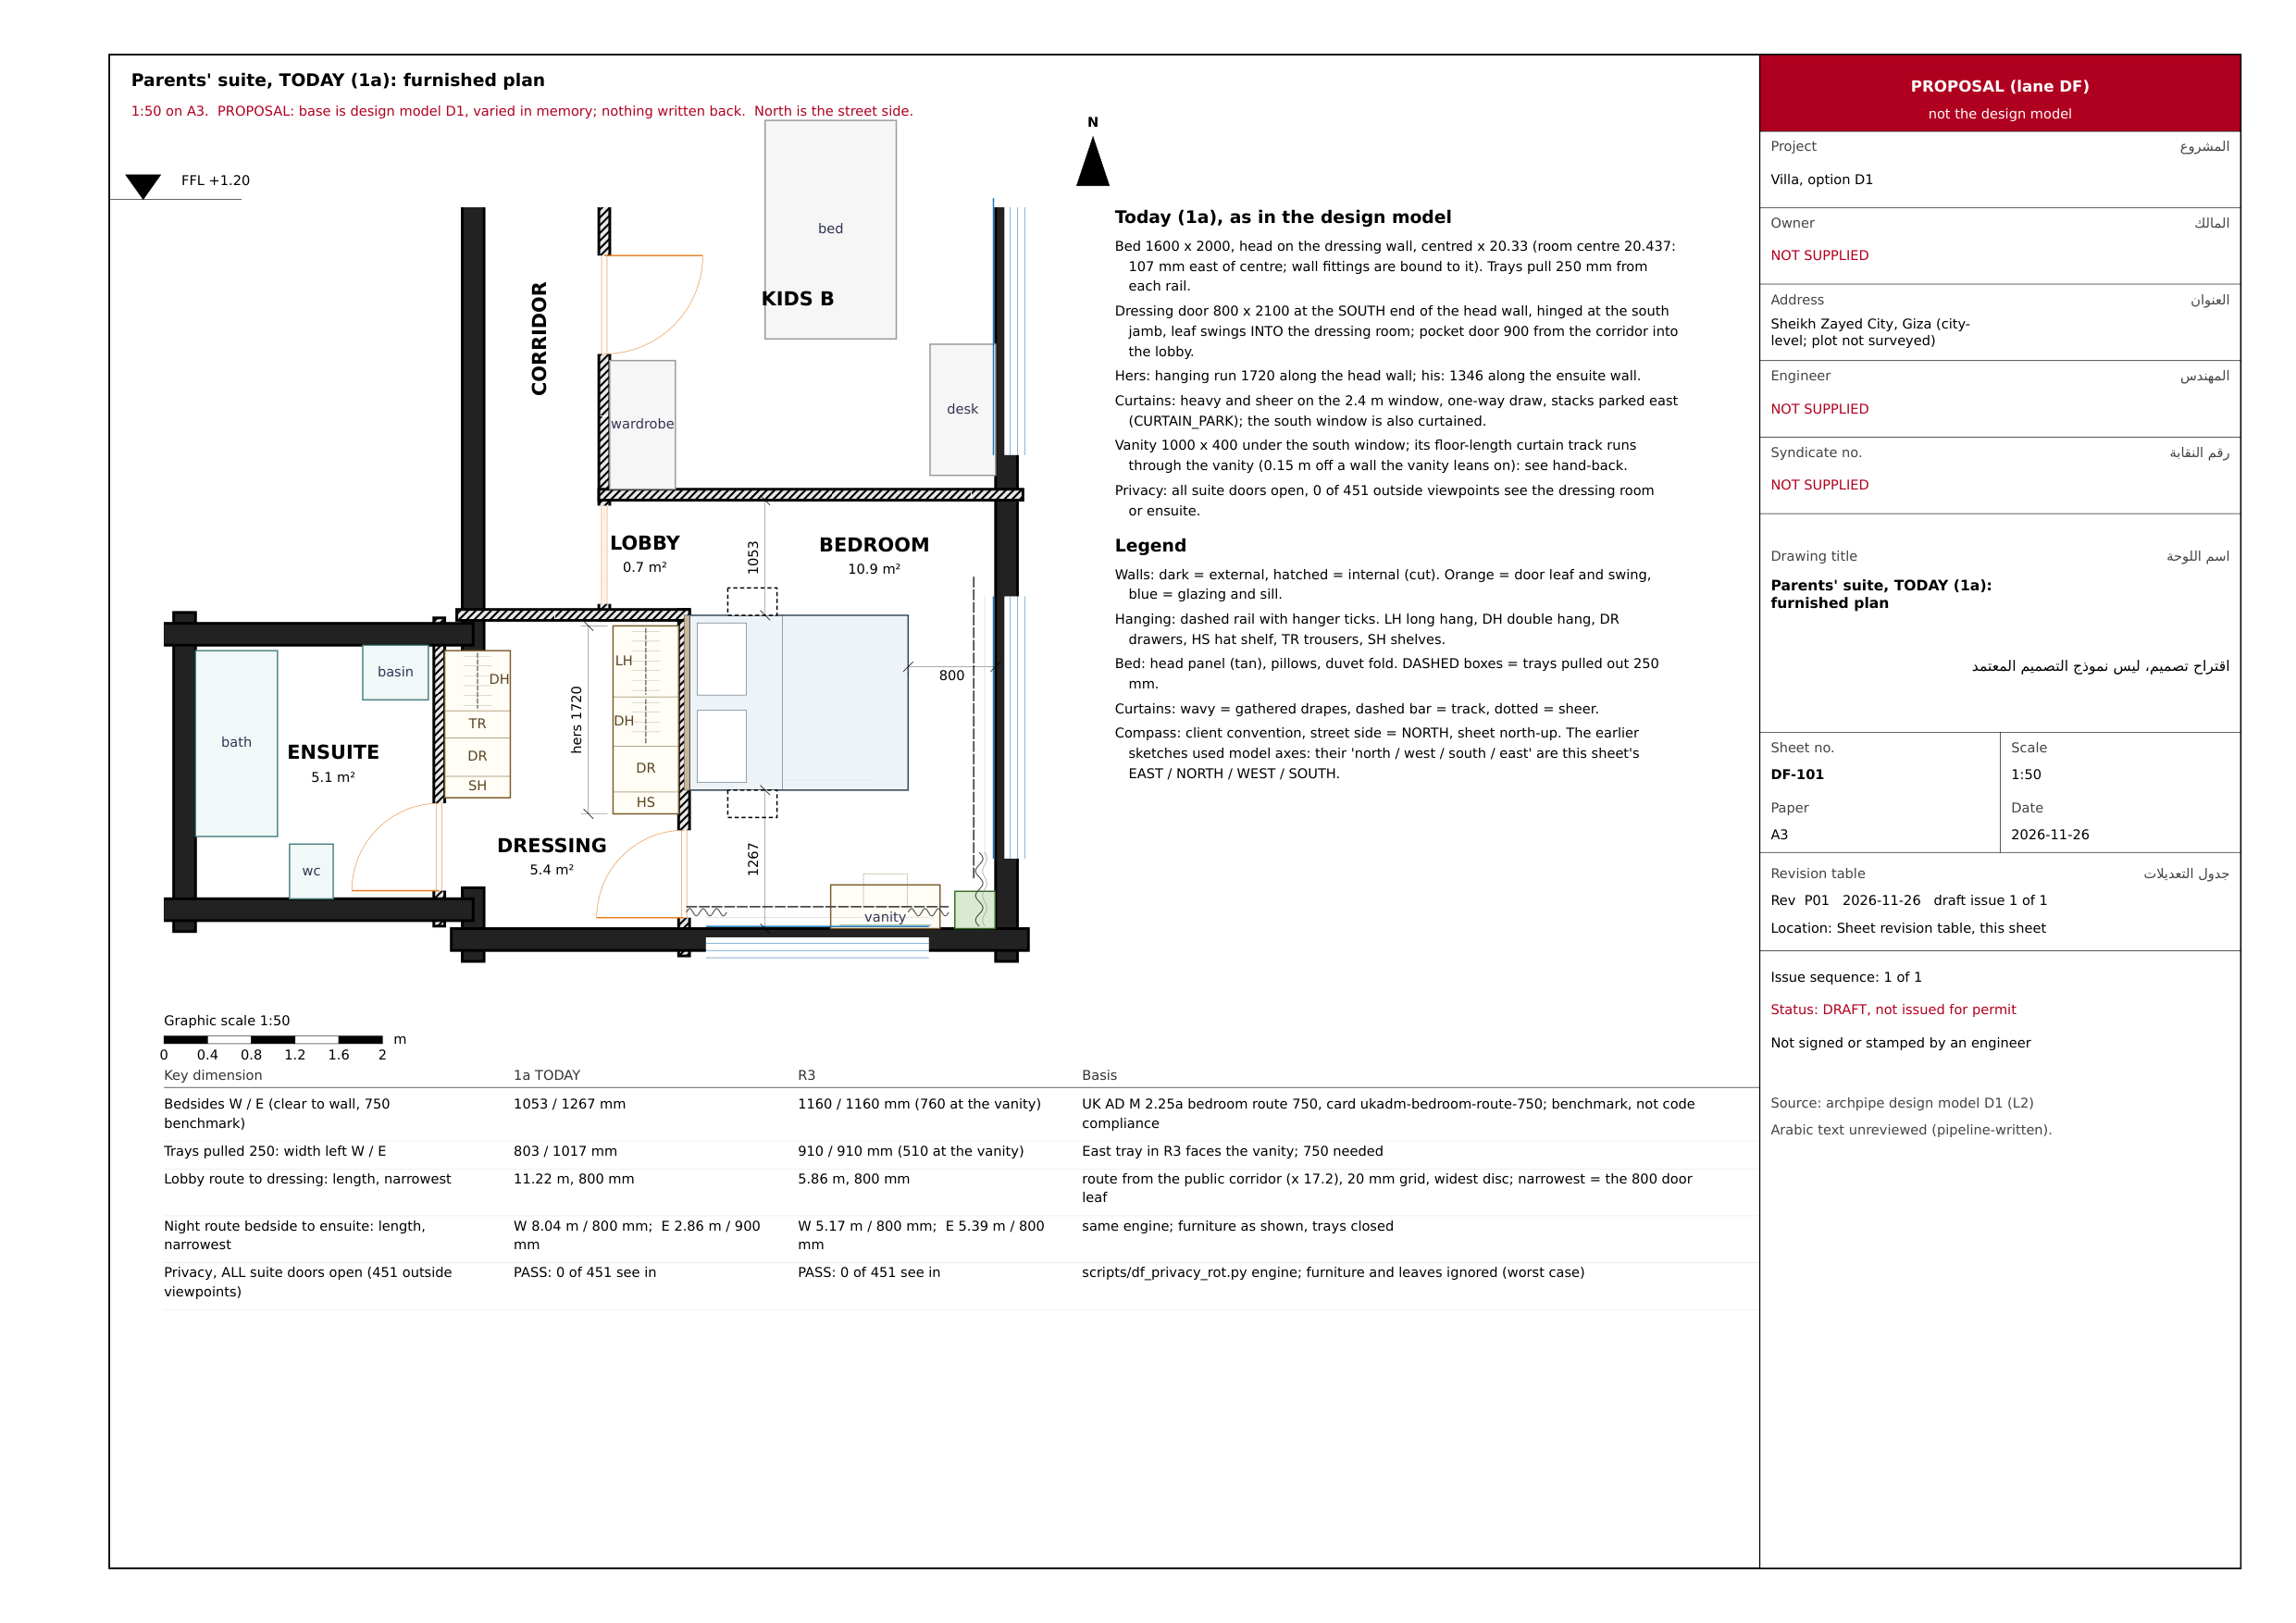 Parents' suite, TODAY (1a): furnished plan
1:50 on A3.  PROPOSAL: base is design model D1, varied in memory; nothing written back.  North is the street side.
FFL +1.20
N
bed
KIDS B
CORRIDOR
wardrobe
desk
LOBBY
0.7 m²
1053
BEDROOM
10.9 m²
800
basin
bath
ENSUITE
5.1 m²
wc
DH
TR
DR
SH
hers 1720
LH
DH
DR
HS
DRESSING
5.4 m²
1267
vanity
Today (1a), as in the design model
Bed 1600 x 2000, head on the dressing wall, centred x 20.33 (room centre 20.437:
107 mm east of centre; wall fittings are bound to it). Trays pull 250 mm from
each rail.
Dressing door 800 x 2100 at the SOUTH end of the head wall, hinged at the south
jamb, leaf swings INTO the dressing room; pocket door 900 from the corridor into
the lobby.
Hers: hanging run 1720 along the head wall; his: 1346 along the ensuite wall.
Curtains: heavy and sheer on the 2.4 m window, one-way draw, stacks parked east
(CURTAIN_PARK); the south window is also curtained.
Vanity 1000 x 400 under the south window; its floor-length curtain track runs
through the vanity (0.15 m off a wall the vanity leans on): see hand-back.
Privacy: all suite doors open, 0 of 451 outside viewpoints see the dressing room
or ensuite.
Legend
Walls: dark = external, hatched = internal (cut). Orange = door leaf and swing,
blue = glazing and sill.
Hanging: dashed rail with hanger ticks. LH long hang, DH double hang, DR
drawers, HS hat shelf, TR trousers, SH shelves.
Bed: head panel (tan), pillows, duvet fold. DASHED boxes = trays pulled out 250
mm.
Curtains: wavy = gathered drapes, dashed bar = track, dotted = sheer.
Compass: client convention, street side = NORTH, sheet north-up. The earlier
sketches used model axes: their 'north / west / south / east' are this sheet's
EAST / NORTH / WEST / SOUTH.
Graphic scale 1:50
m
0 0.4 0.8 1.2 1.6 2
Key dimension 1a TODAY R3 Basis
Bedsides W / E (clear to wall, 750 1053 / 1267 mm 1160 / 1160 mm (760 at the vanity) UK AD M 2.25a bedroom route 750, card ukadm-bedroom-route-750; benchmark, not code
benchmark) compliance
Trays pulled 250: width left W / E 803 / 1017 mm 910 / 910 mm (510 at the vanity) East tray in R3 faces the vanity; 750 needed
Lobby route to dressing: length, narrowest 11.22 m, 800 mm 5.86 m, 800 mm route from the public corridor (x 17.2), 20 mm grid, widest disc; narrowest = the 800 door
leaf
Night route bedside to ensuite: length, W 8.04 m / 800 mm;  E 2.86 m / 900 W 5.17 m / 800 mm;  E 5.39 m / 800 same engine; furniture as shown, trays closed
narrowest mm mm
Privacy, ALL suite doors open (451 outside PASS: 0 of 451 see in PASS: 0 of 451 see in scripts/df_privacy_rot.py engine; furniture and leaves ignored (worst case)
viewpoints)
PROPOSAL (lane DF)
not the design model
Project المشروع
Villa, option D1
Owner المالك
NOT SUPPLIED
Address العنوان
Sheikh Zayed City, Giza (city-
level; plot not surveyed)
Engineer المهندس
NOT SUPPLIED
Syndicate no. رقم النقابة
NOT SUPPLIED
Drawing title اسم اللوحة
Parents' suite, TODAY (1a):
furnished plan
اقتراح تصميم، ليس نموذج التصميم المعتمد
Sheet no. Scale
DF-101 1:50
Paper Date
A3 2026-11-26
Revision table جدول التعديلات
Rev  P01   2026-11-26   draft issue 1 of 1
Location: Sheet revision table, this sheet
Issue sequence: 1 of 1
Status: DRAFT, not issued for permit
Not signed or stamped by an engineer
Source: archpipe design model D1 (L2)
Arabic text unreviewed (pipeline-written).